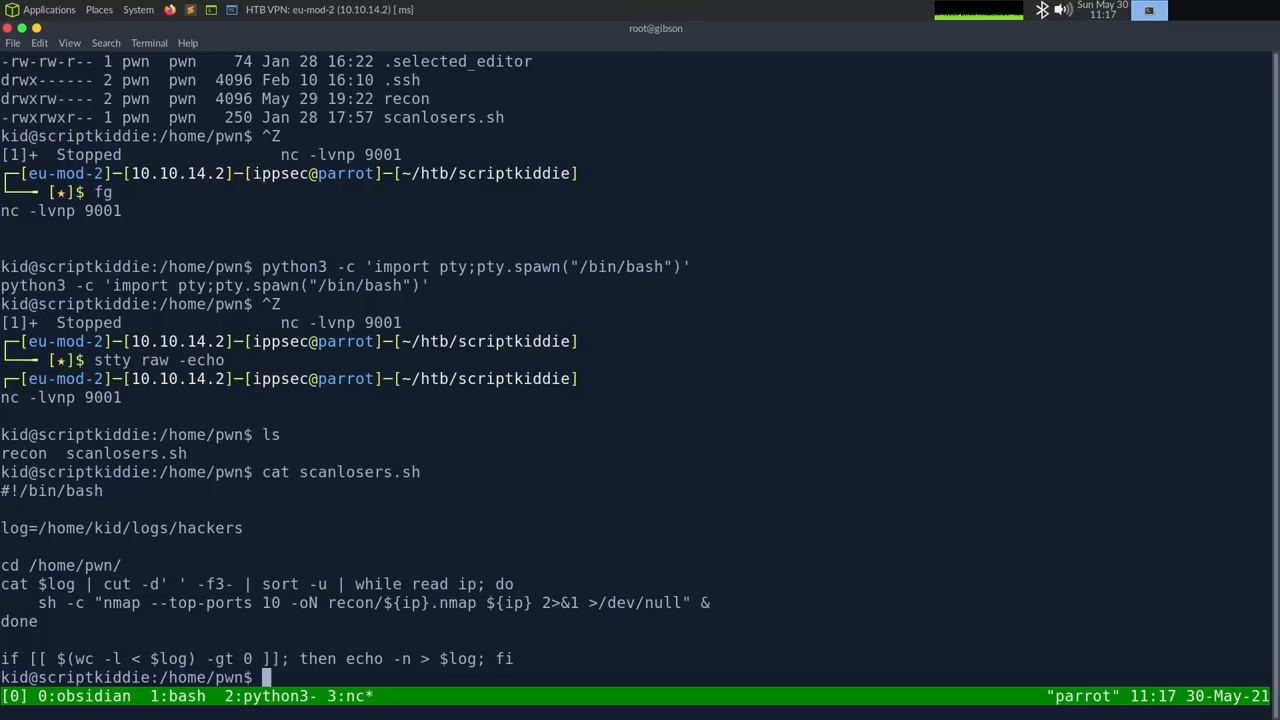 Applications Places System HTB VPN: eu-mod-2 (10.10.14.2) [ ms] Sun May 30 11:17
root@gibson
File Edit View Search Terminal Help
-rw-rw-r-- 1 pwn  pwn    74 Jan 28 16:22 .selected_editor
drwx------ 2 pwn  pwn  4096 Feb 10 16:10 .ssh
drwxrw---- 2 pwn  pwn  4096 May 29 19:22 recon
-rwxrwxr-- 1 pwn  pwn   250 Jan 28 17:57 scanlosers.sh
kid@scriptkiddie:/home/pwn$ ^Z
[1]+  Stopped                 nc -lvnp 9001
┌─[eu-mod-2]─[10.10.14.2]─[ippsec@parrot]─[~/htb/scriptkiddie]
└──╼ [★]$ fg
nc -lvnp 9001
kid@scriptkiddie:/home/pwn$ python3 -c 'import pty;pty.spawn("/bin/bash")'
python3 -c 'import pty;pty.spawn("/bin/bash")'
kid@scriptkiddie:/home/pwn$ ^Z
[1]+  Stopped                 nc -lvnp 9001
┌─[eu-mod-2]─[10.10.14.2]─[ippsec@parrot]─[~/htb/scriptkiddie]
└──╼ [★]$ stty raw -echo
┌─[eu-mod-2]─[10.10.14.2]─[ippsec@parrot]─[~/htb/scriptkiddie]
nc -lvnp 9001
kid@scriptkiddie:/home/pwn$ ls
recon  scanlosers.sh
kid@scriptkiddie:/home/pwn$ cat scanlosers.sh
#!/bin/bash
log=/home/kid/logs/hackers
cd /home/pwn/
cat $log | cut -d' ' -f3- | sort -u | while read ip; do
    sh -c "nmap --top-ports 10 -oN recon/${ip}.nmap ${ip} 2>&1 >/dev/null" &
done
if [[ $(wc -l < $log) -gt 0 ]]; then echo -n > $log; fi
kid@scriptkiddie:/home/pwn$
[0] 0:obsidian  1:bash  2:python3- 3:nc* "parrot" 11:17 30-May-21